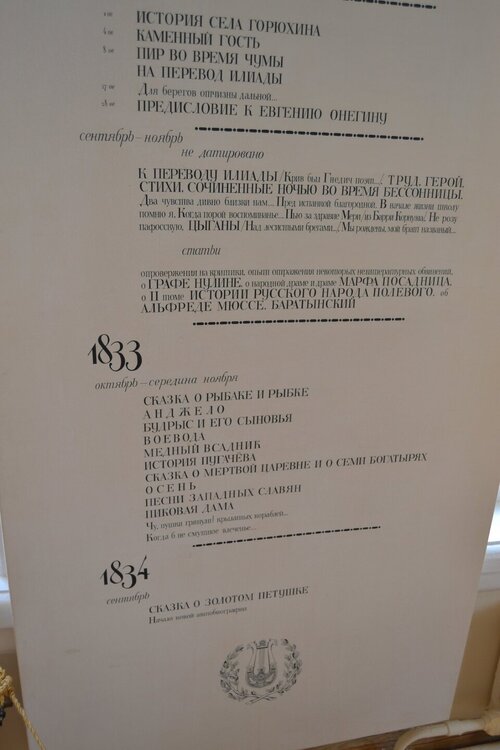 ИСТОРИЯ СЕЛА ГОРЮХИНА
КАМЕННЫЙ ГОСТЬ
ПИР ВО ВРЕМЯ ЧУМЫ
НА ПЕРЕВОД ИЛИАДЫ
Для берегов отчизны дальной...
ПРЕДИСЛОВИЕ К ЕВГЕНИЮ ОНЕГИНУ
сентябрь–ноябрь
не датировано
К ПЕРЕВОДУ ИЛИАДЫ /Крив был Гнедич поэт.../ ТРУД, ГЕРОЙ,
СТИХИ, СОЧИНЕННЫЕ НОЧЬЮ ВО ВРЕМЯ БЕССОННИЦЫ,
Два чувства дивно близки нам... Пред испанкой благородной. В начале жизни школу
помню я. Когда порой воспоминанье... Пью за здравие Мери /из Барри Корнуэла/ Не розу
пафосскую, ЦЫГАНЫ /Над лесистыми брегами.../ Мы рождены, мой брат названый...
статьи
опровержения на критики, опыт отражения некоторых нелитературных обвинений,
о ГРАФЕ НУЛИНЕ, о народной драме и драме МАРФА ПОСАДНИЦА,
о II томе ИСТОРИИ РУССКОГО НАРОДА ПОЛЕВОГО, об
АЛЬФРЕДЕ МЮССЕ, БАРАТЫНСКИЙ
1833
октябрь–середина ноября
СКАЗКА О РЫБАКЕ И РЫБКЕ
АНДЖЕЛО
БУДРЫС И ЕГО СЫНОВЬЯ
ВОЕВОДА
МЕДНЫЙ ВСАДНИК
ИСТОРИЯ ПУГАЧЁВА
СКАЗКА О МЕРТВОЙ ЦАРЕВНЕ И О СЕМИ БОГАТЫРЯХ
ОСЕНЬ
ПЕСНИ ЗАПАДНЫХ СЛАВЯН
ПИКОВАЯ ДАМА
Чу, пушки грянули! крылатых кораблей...
Когда б не смутное влеченье...
1834
сентябрь
СКАЗКА О ЗОЛОТОМ ПЕТУШКЕ
Начало новой автобиографии